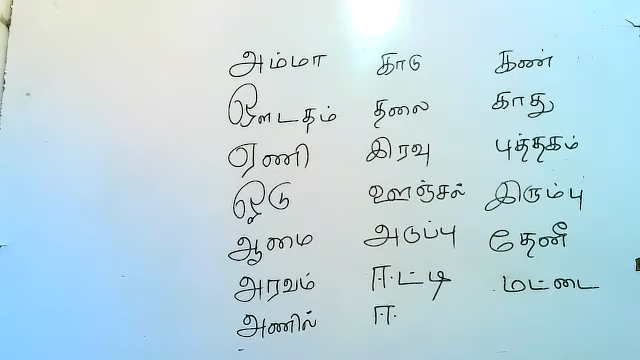 அம்மா காடு கண்
ஔடதம் தலை காது
ஏணி இரவு புத்தகம்
ஓடு ஊஞ்சல் இரும்பு
ஆமை அடுப்பு தேனீ
அரவம் ஈட்டி மட்டை
அணில் ஈ